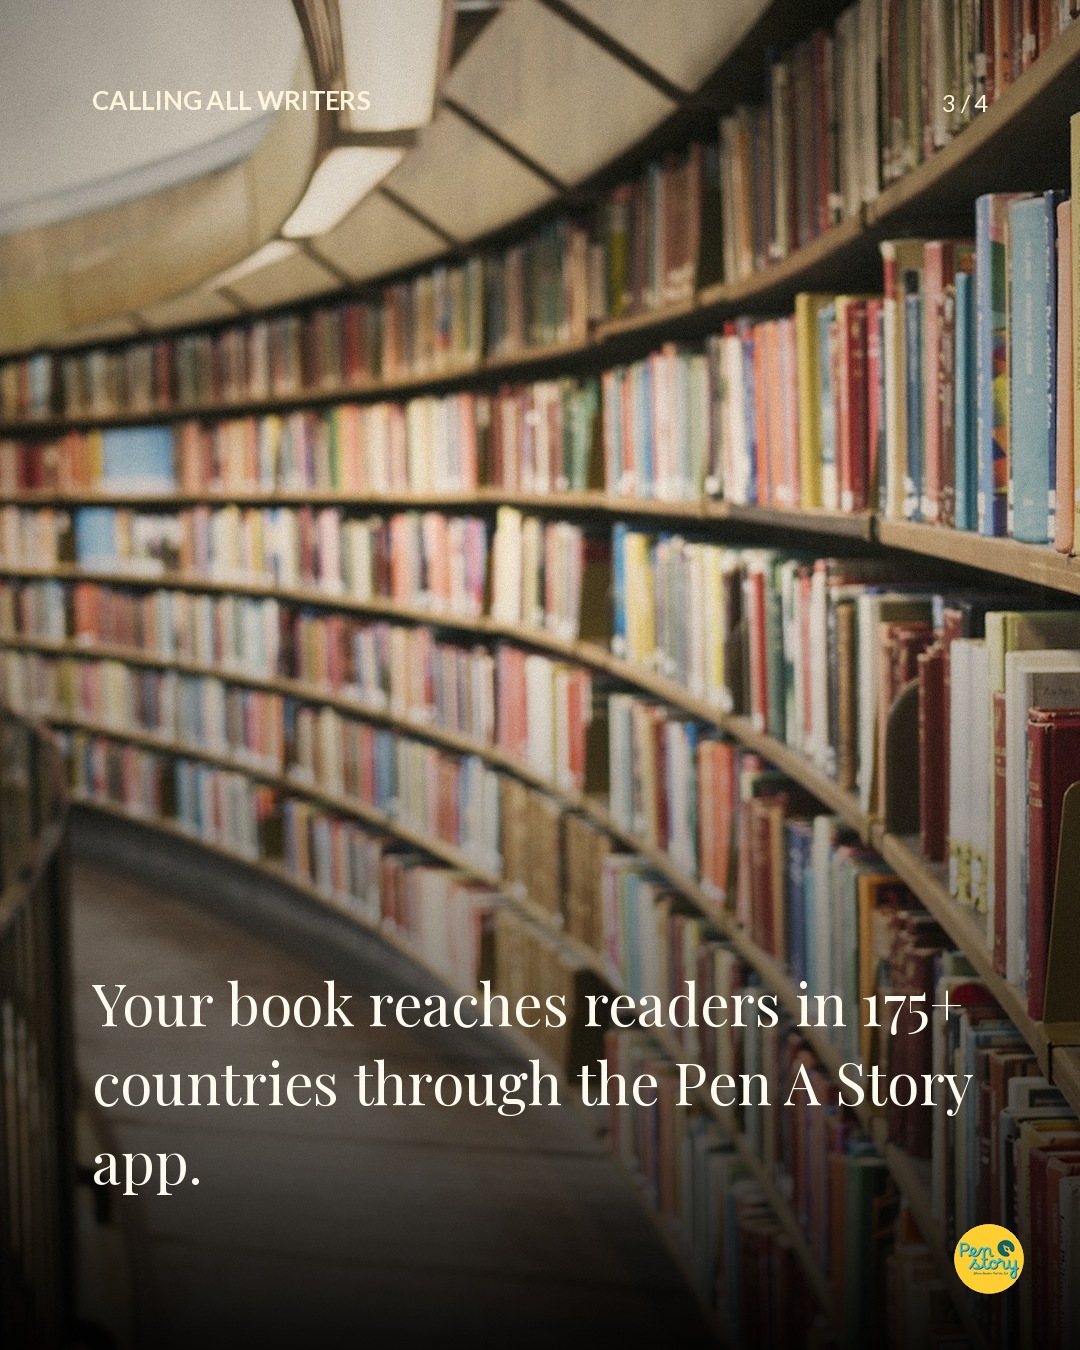 CALLING ALL WRITERS
3 / 4
Your book reaches readers in 175+
countries through the Pen A Story
app.
Pen
story